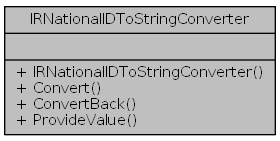 IRNationalIDToStringConverter
+ IRNationalIDToStringConverter()
+ Convert()
+ ConvertBack()
+ ProvideValue()